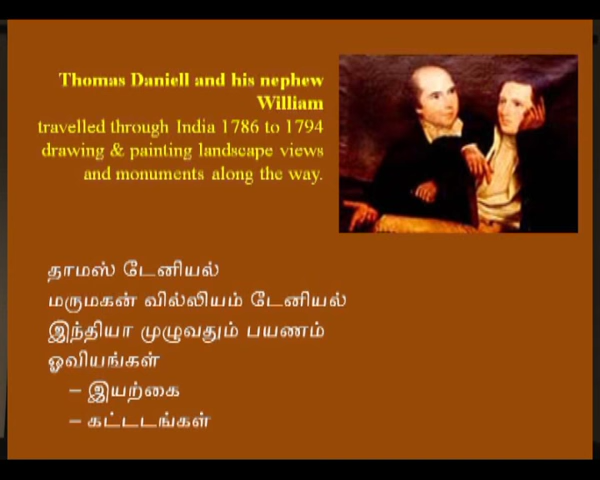 Thomas Daniell and his nephew
William
travelled through India 1786 to 1794
drawing & painting landscape views
and monuments along the way.
தாமஸ் டேனியல்
மருமகன் வில்லியம் டேனியல்
இந்தியா முழுவதும் பயணம்
ஓவியங்கள்
– இயற்கை
– கட்டடங்கள்